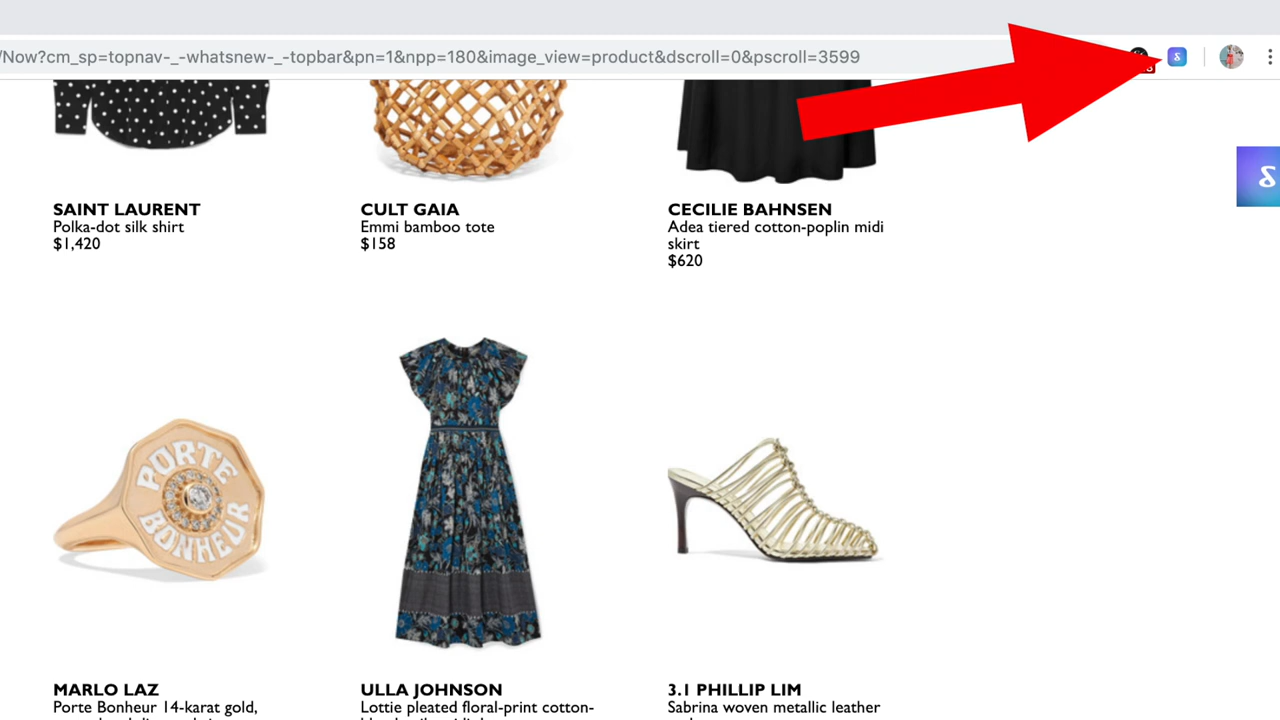 /Now?cm_sp=topnav-_-whatsnew-_-topbar&pn=1&npp=180&image_view=product&dscroll=0&pscroll=3599
SAINT LAURENT
Polka-dot silk shirt
$1,420
CULT GAIA
Emmi bamboo tote
$158
CECILIE BAHNSEN
Adea tiered cotton-poplin midi
skirt
$620
PORTE
BONHEUR
MARLO LAZ
Porte Bonheur 14-karat gold,
ULLA JOHNSON
Lottie pleated floral-print cotton-
3.1 PHILLIP LIM
Sabrina woven metallic leather